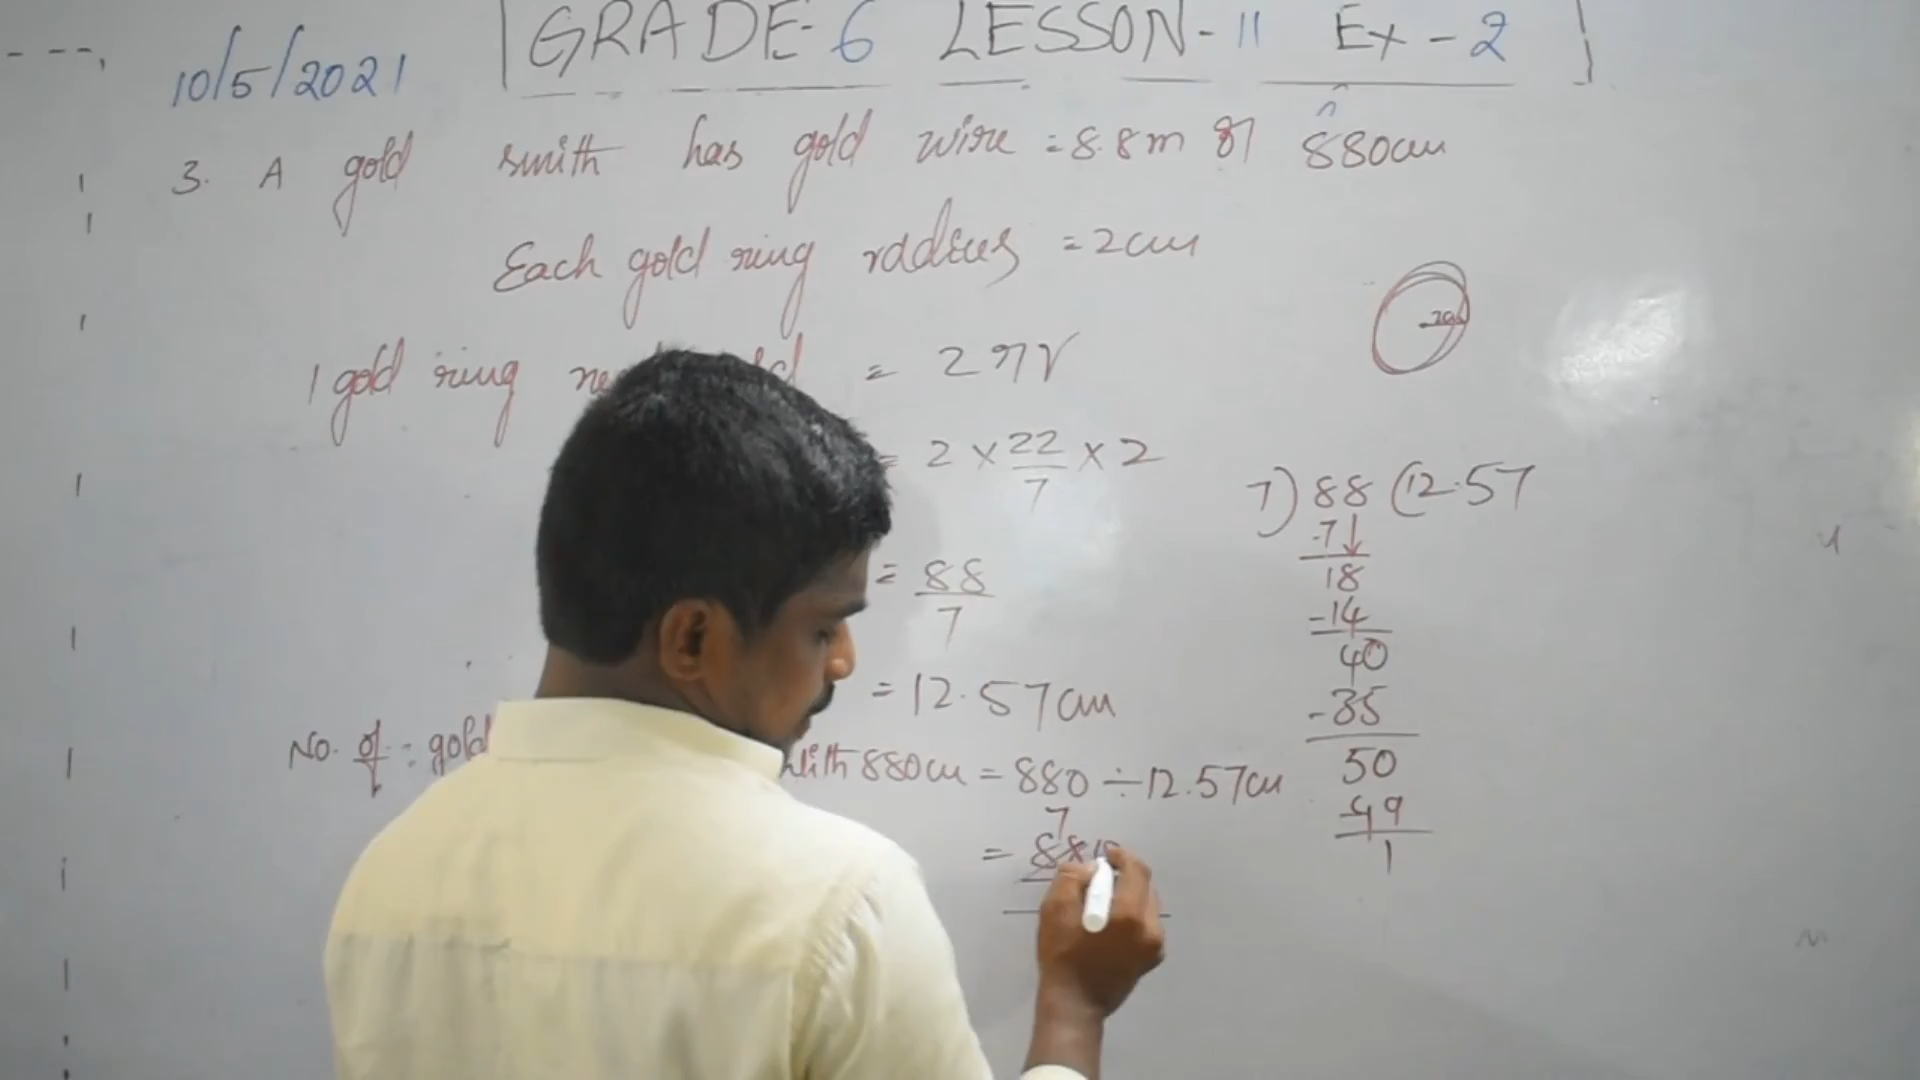 10/5/2021
GRADE-6 LESSON-11 Ex-2
3. A gold smith has gold wire = 8.8m or 880cm
Each gold ring raddius = 2cm
1 gold ring = 2πr
= 2 × 22/7 × 2
= 88/7
= 12.57cm
No. of : gold with 880cm = 880 ÷ 12.57cm
7
=
7) 88 (12.57
-7↓
18
-14
40
-35
50
-49
1